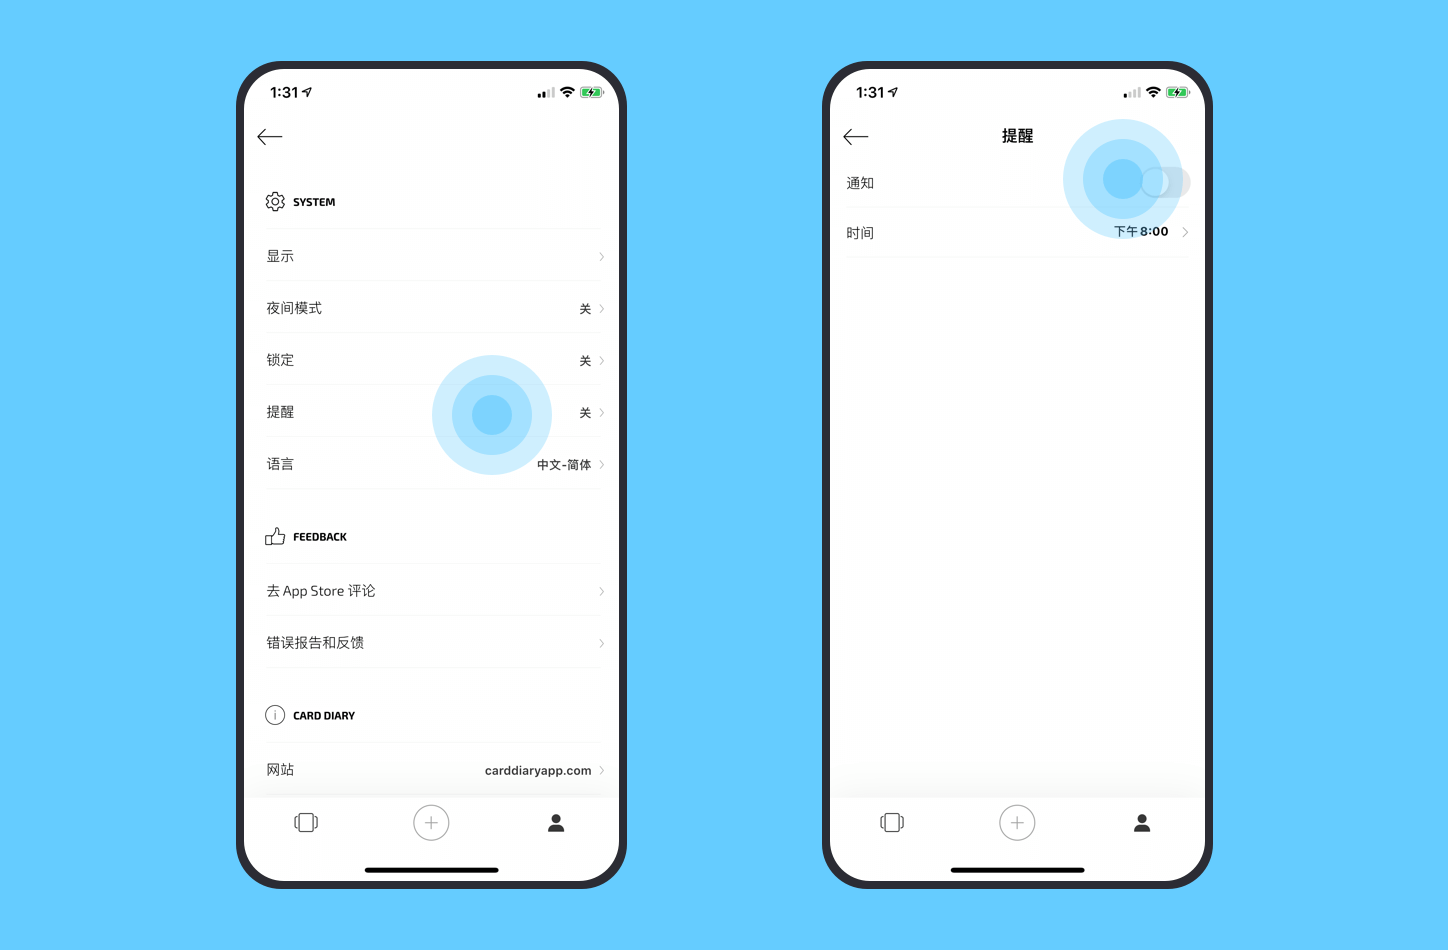 1:31
SYSTEM
显示
夜间模式 关
锁定 关
提醒 关
语言 中文-简体
FEEDBACK
去 App Store 评论
错误报告和反馈
CARD DIARY
网站 carddiaryapp.com
1:31
提醒
通知
时间 下午 8:00